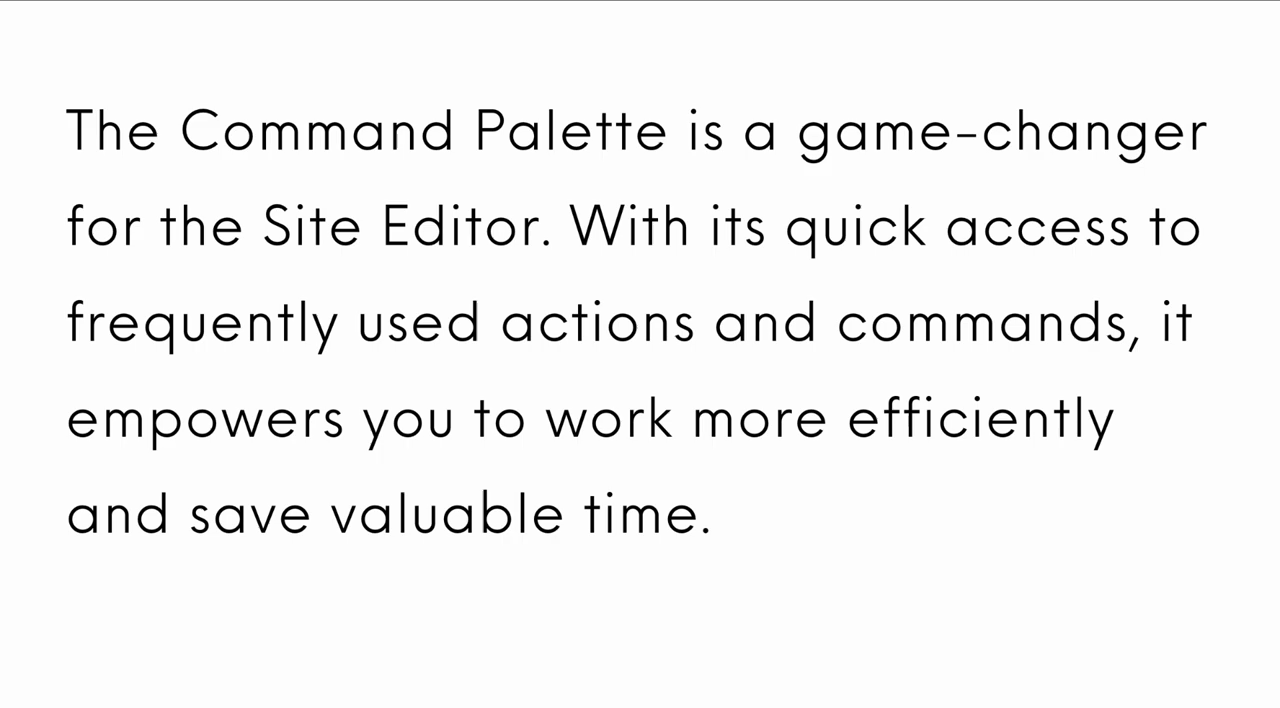 The Command Palette is a game-changer
for the Site Editor. With its quick access to
frequently used actions and commands, it
empowers you to work more efficiently
and save valuable time.